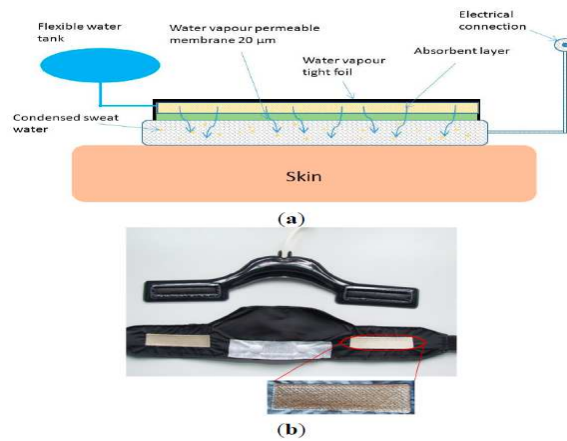 Flexible water
tank
Water vapour permeable
membrane 20 μm
Water vapour
tight foil
Absorbent layer
Electrical
connection
Condensed sweat
water
Skin
(a)
(b)